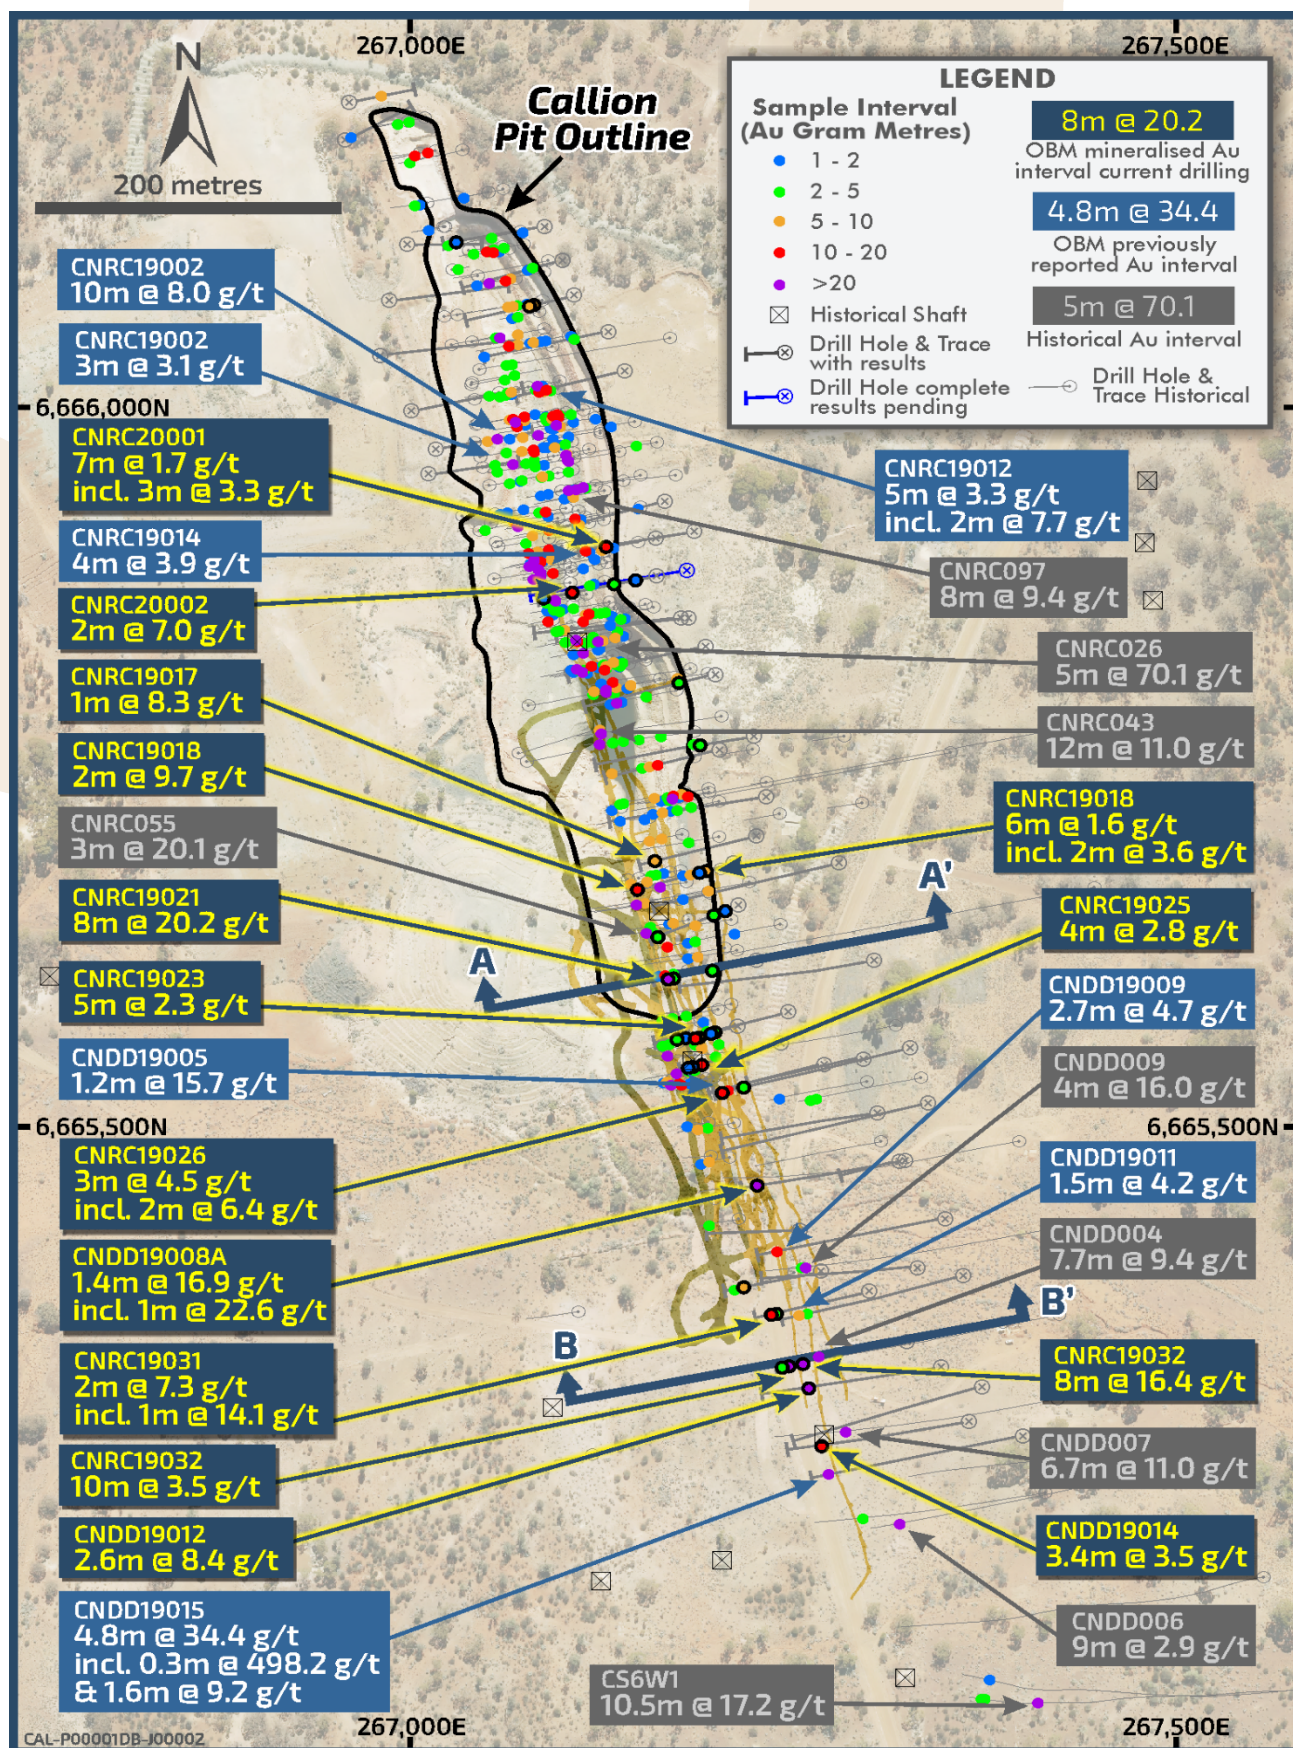 267,000E
267,500E
N
200 metres
Callion
Pit Outline
LEGEND
Sample Interval
(Au Gram Metres)
1 - 2
2 - 5
5 - 10
10 - 20
>20
Historical Shaft
Drill Hole & Trace
with results
Drill Hole complete
results pending
8m @ 20.2
OBM mineralised Au
interval current drilling
4.8m @ 34.4
OBM previously
reported Au interval
5m @ 70.1
Historical Au interval
Drill Hole &
Trace Historical
CNRC19002
10m @ 8.0 g/t
CNRC19002
3m @ 3.1 g/t
6,666,000N
CNRC20001
7m @ 1.7 g/t
incl. 3m @ 3.3 g/t
CNRC19014
4m @ 3.9 g/t
CNRC20002
2m @ 7.0 g/t
CNRC19017
1m @ 8.3 g/t
CNRC19018
2m @ 9.7 g/t
CNRC055
3m @ 20.1 g/t
CNRC19021
8m @ 20.2 g/t
CNRC19023
5m @ 2.3 g/t
CNDD19005
1.2m @ 15.7 g/t
6,665,500N
CNRC19026
3m @ 4.5 g/t
incl. 2m @ 6.4 g/t
CNDD19008A
1.4m @ 16.9 g/t
incl. 1m @ 22.6 g/t
CNRC19031
2m @ 7.3 g/t
incl. 1m @ 14.1 g/t
CNRC19032
10m @ 3.5 g/t
CNDD19012
2.6m @ 8.4 g/t
CNDD19015
4.8m @ 34.4 g/t
incl. 0.3m @ 498.2 g/t
& 1.6m @ 9.2 g/t
CNRC19012
5m @ 3.3 g/t
incl. 2m @ 7.7 g/t
CNRC097
8m @ 9.4 g/t
CNRC026
5m @ 70.1 g/t
CNRC043
12m @ 11.0 g/t
CNRC19018
6m @ 1.6 g/t
incl. 2m @ 3.6 g/t
A
A'
CNRC19025
4m @ 2.8 g/t
CNDD19009
2.7m @ 4.7 g/t
CNDD009
4m @ 16.0 g/t
6,665,500N
CNDD19011
1.5m @ 4.2 g/t
CNDD004
7.7m @ 9.4 g/t
B
B'
CNRC19032
8m @ 16.4 g/t
CNDD007
6.7m @ 11.0 g/t
CNDD19014
3.4m @ 3.5 g/t
CNDD006
9m @ 2.9 g/t
CS6W1
10.5m @ 17.2 g/t
267,000E
267,500E
CAL-P00001DB-J00002